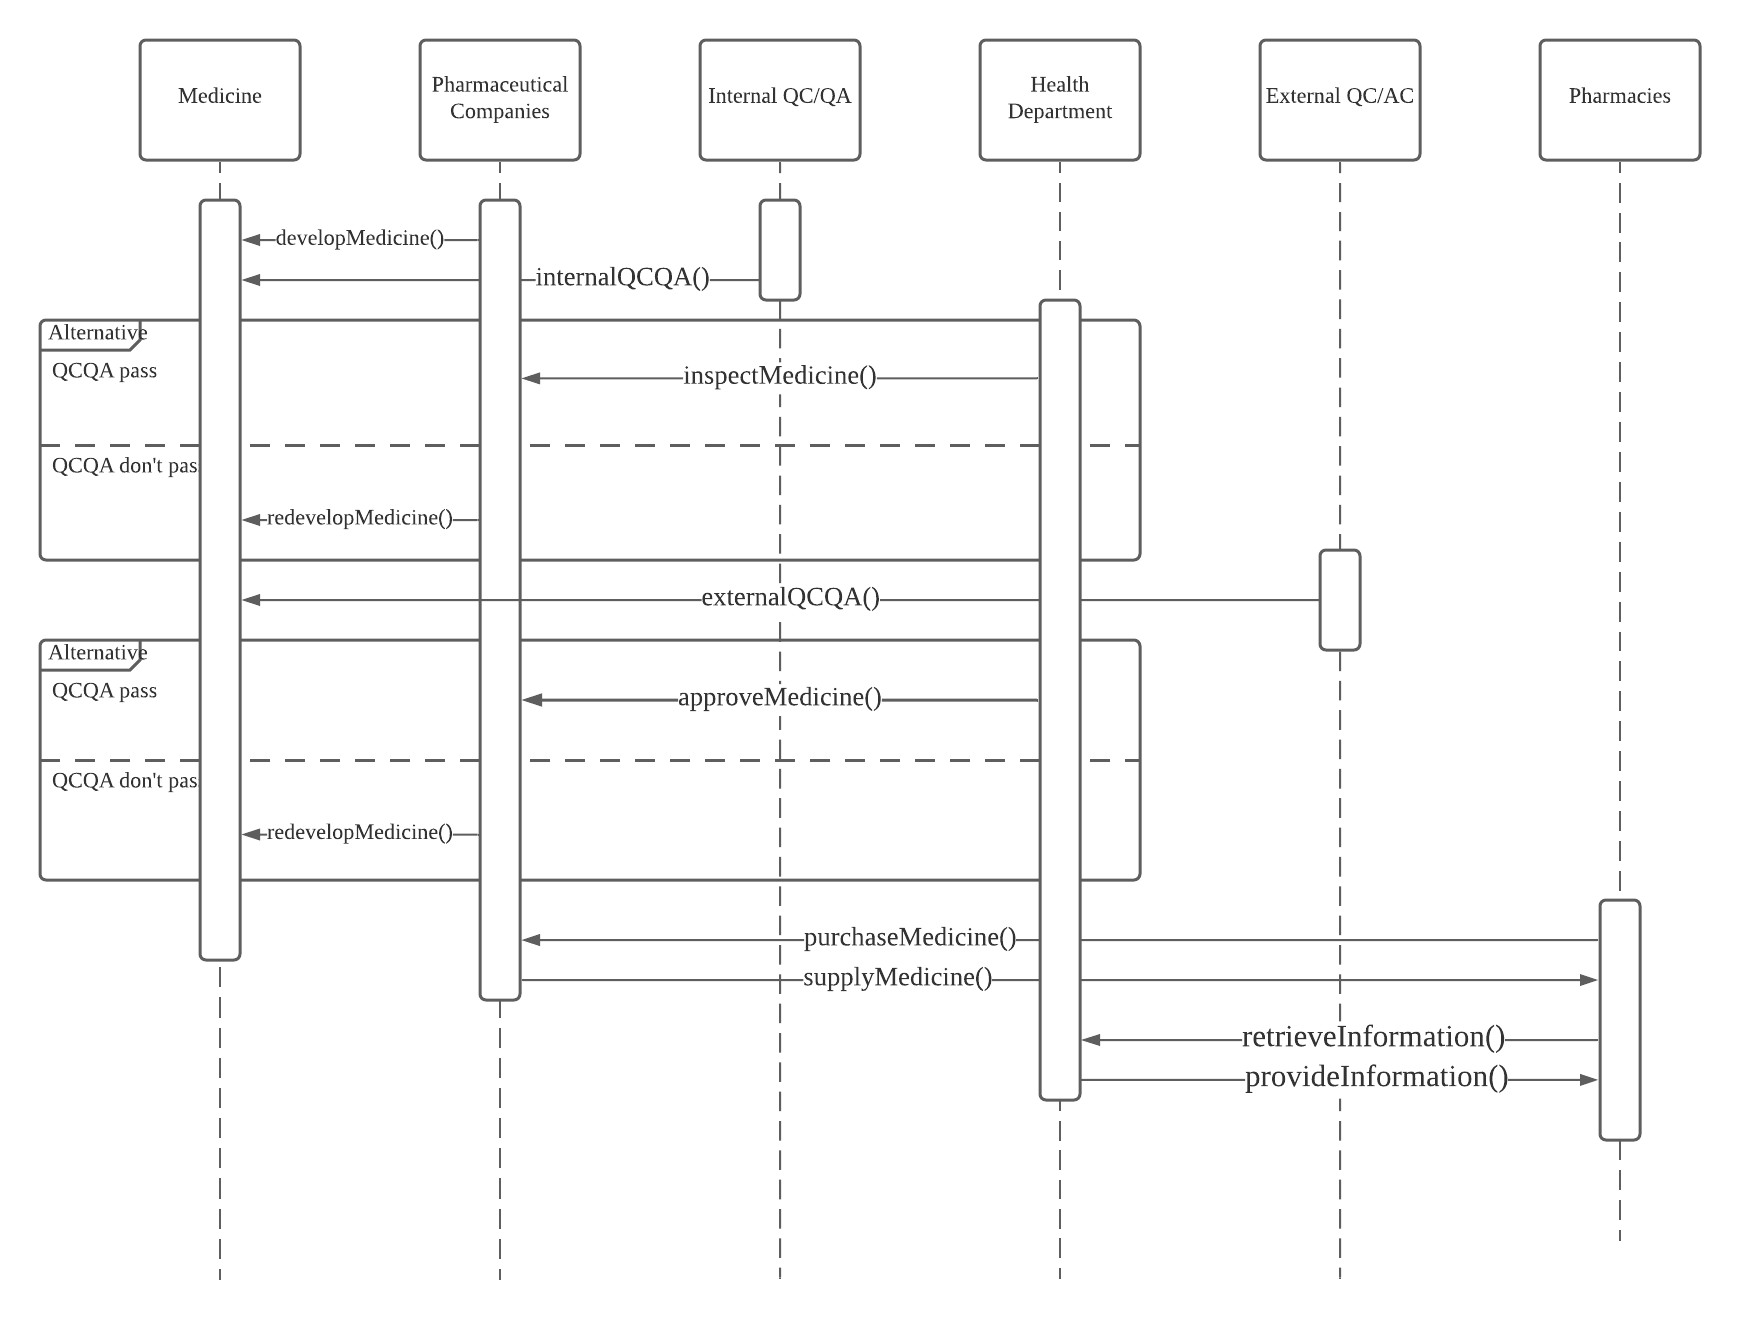 Medicine
Pharmaceutical
Companies
Internal QC/QA
Health
Department
External QC/AC
Pharmacies
developMedicine()
internalQCQA()
Alternative
QCQA pass
inspectMedicine()
QCQA don't pas
redevelopMedicine()
externalQCQA()
Alternative
QCQA pass
approveMedicine()
QCQA don't pas
redevelopMedicine()
purchaseMedicine()
supplyMedicine()
retrieveInformation()
provideInformation()